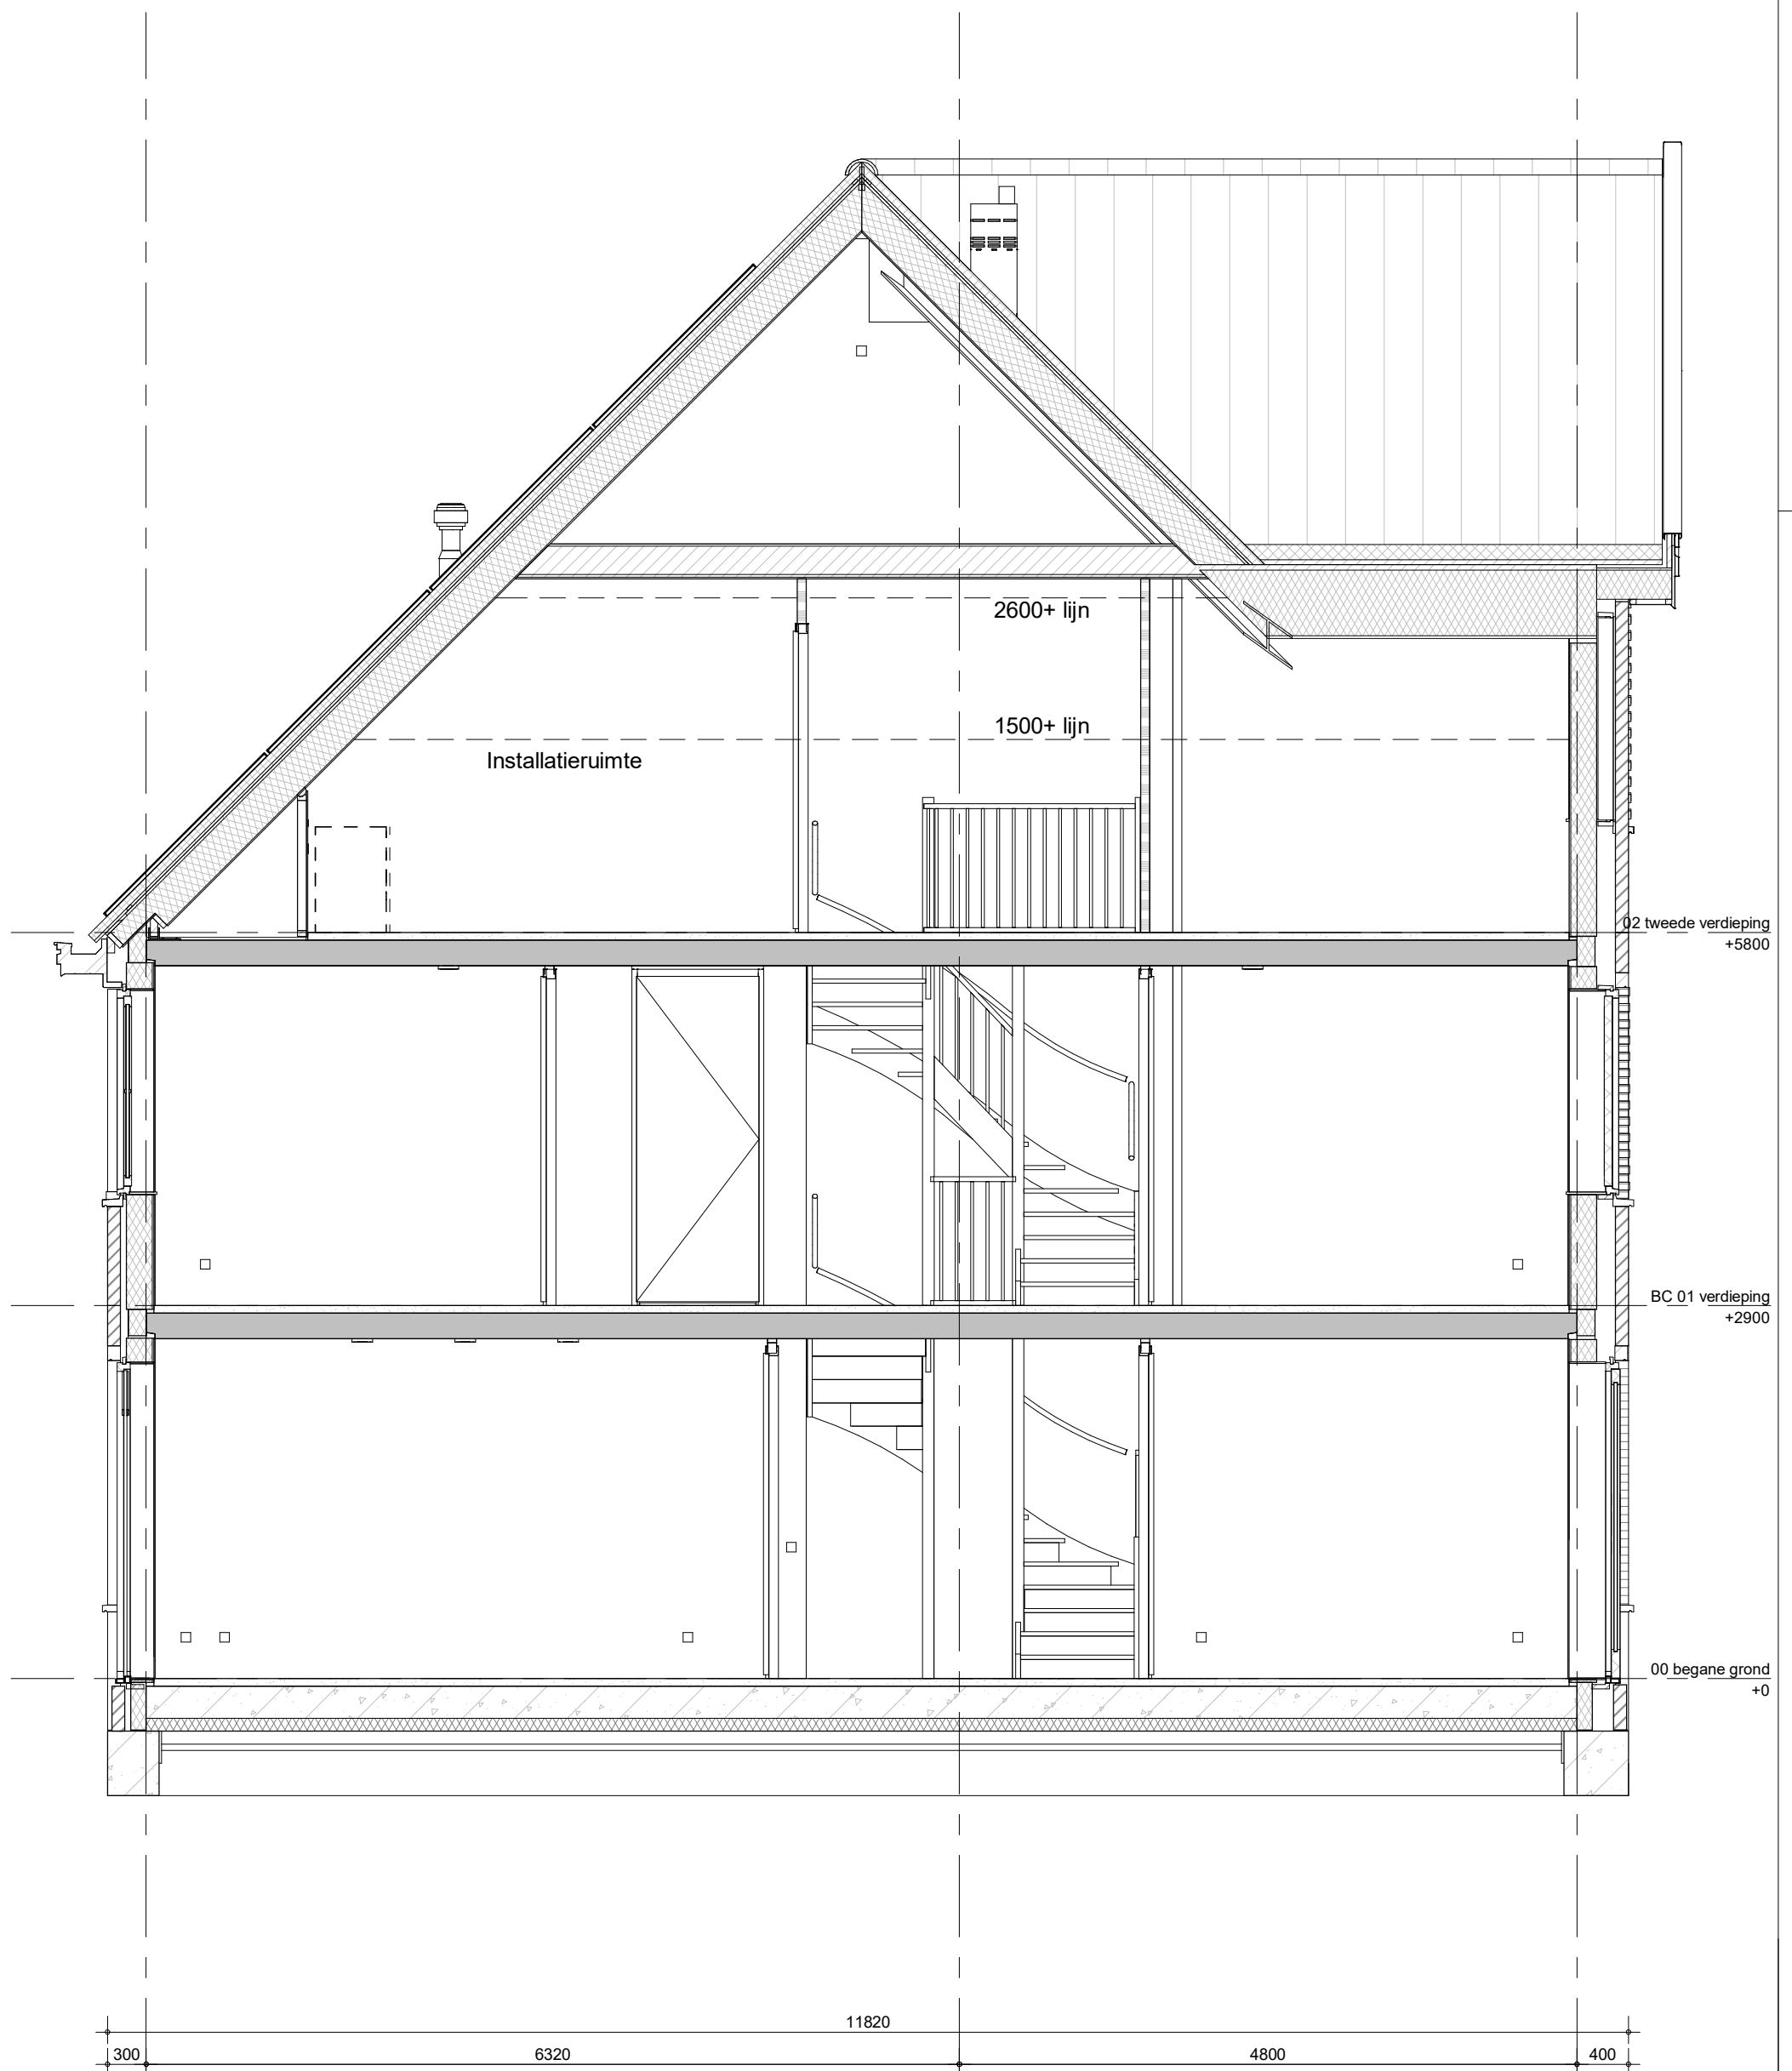 2600+ lijn
1500+ lijn
Installatieruimte
02 tweede verdieping
+5800
BC 01 verdieping
+2900
00 begane grond
+0
11820
300 6320 4800 400